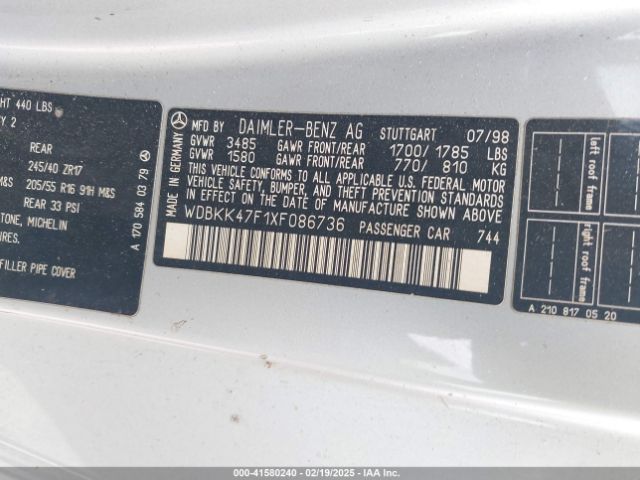 HT 440 LBS
Y 2
REAR
245/40 ZR17
M&S 205/55 R16 91H M&S
REAR 33 PSI
TONE, MICHELIN
IRES.
FILLER PIPE COVER
A 170 584 03 79
MADE IN GERMANY
MFD BY DAIMLER-BENZ AG STUTTGART 07/98
GVWR 3485 GAWR FRONT/REAR 1700/1785 LBS
GVWR 1580 GAWR FRONT/REAR 770/ 810 KG
THIS VEHICLE CONFORMS TO ALL APPLICABLE U.S. FEDERAL MOTOR
VEHICLE SAFETY, BUMPER, AND THEFT PREVENTION STANDARDS
IN EFFECT ON THE DATE OF MANUFACTURE SHOWN ABOVE.
WDBKK47F1XF086736 PASSENGER CAR 744
left roof frame
right roof frame
A 210 817 05 20
IAA-41580240 - 02/19/2025 - IAAI.com